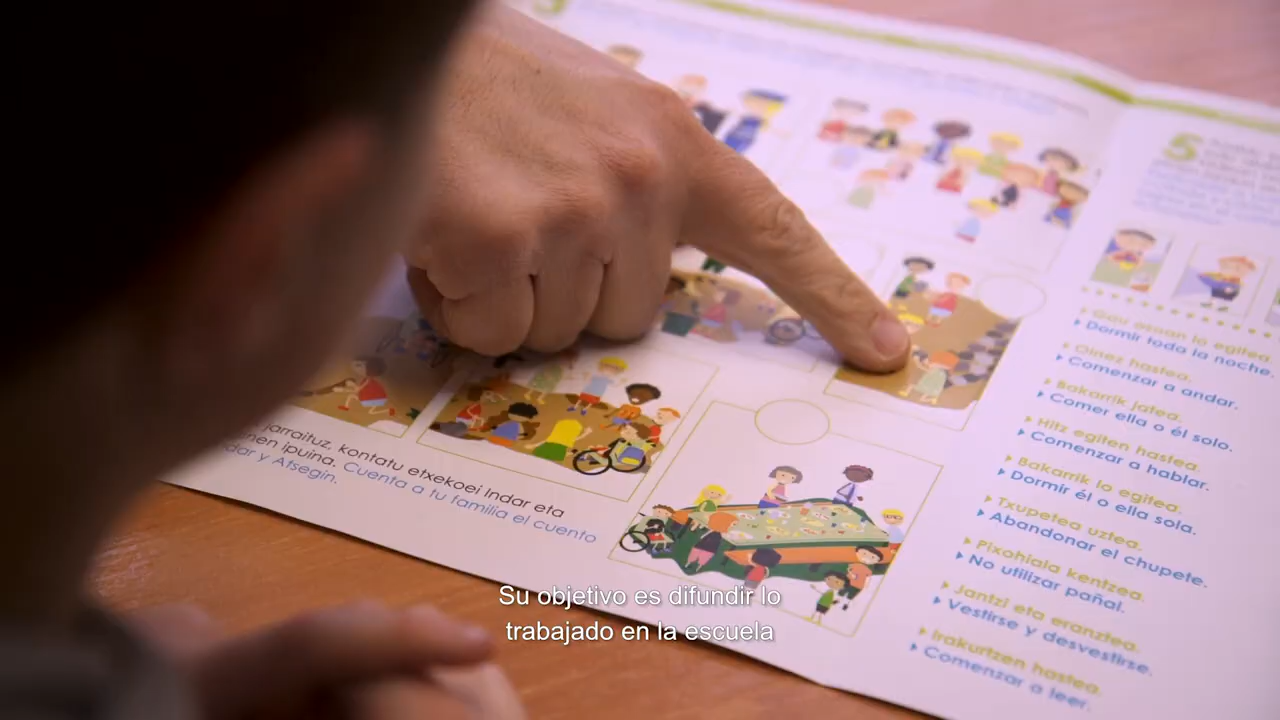 5
Gau osoan lo egitea.
Dormir toda la noche.
Oinez hastea.
Comenzar a andar.
Bakarrik jatea.
Comer ella o él solo.
Hitz egiten hastea.
Comenzar a hablar.
Bakarrik lo egitea.
Dormir él o ella sola.
Txupetea uztea.
Abandonar el chupete.
Pixohiala kentzea.
No utilizar pañal.
Jantzi eta eranztea.
Vestirse y desvestirse.
Irakurtzen hastea.
Comenzar a leer.
jarraituz, kontatu etxekoei Indar eta
ipuina. Cuenta a tu familia el cuento
y Atsegin.
Su objetivo es difundir lo
trabajado en la escuela